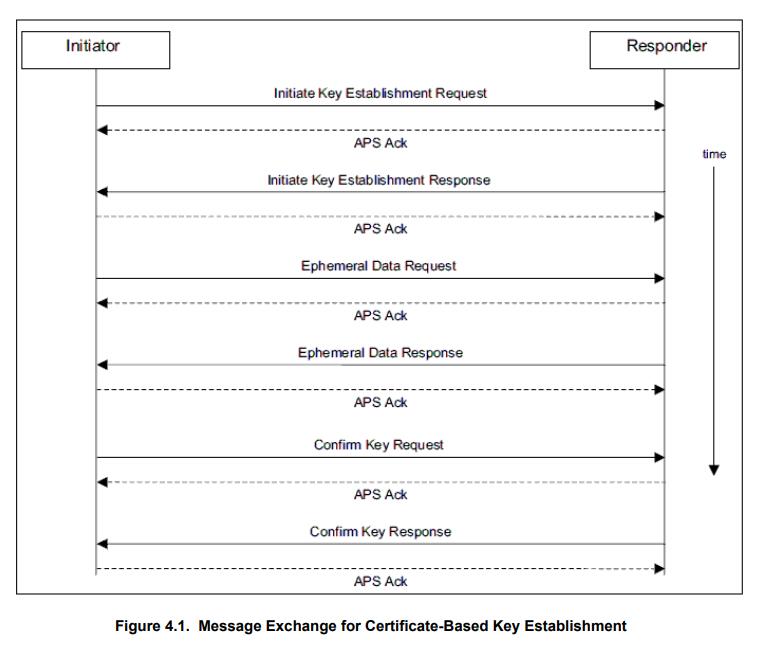 Initiator
Responder
Initiate Key Establishment Request
APS Ack
time
Initiate Key Establishment Response
APS Ack
Ephemeral Data Request
APS Ack
Ephemeral Data Response
APS Ack
Confirm Key Request
APS Ack
Confirm Key Response
APS Ack
Figure 4.1. Message Exchange for Certificate-Based Key Establishment